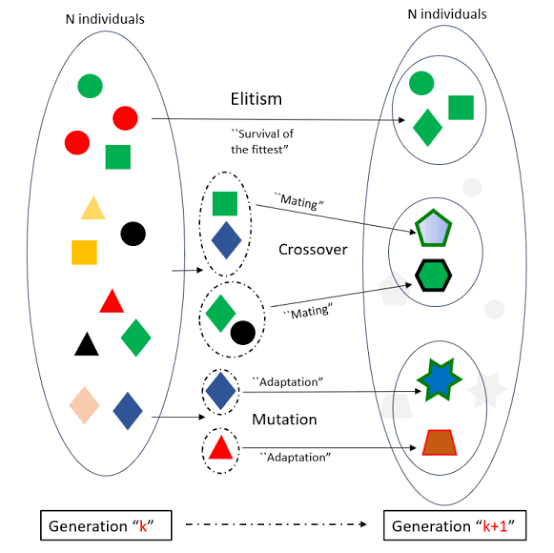 N individuals
N individuals
Elitism
``Survival of
the fittest”
``Mating”
Crossover
``Mating”
``Adaptation”
Mutation
``Adaptation”
Generation “k”
Generation “k+1”